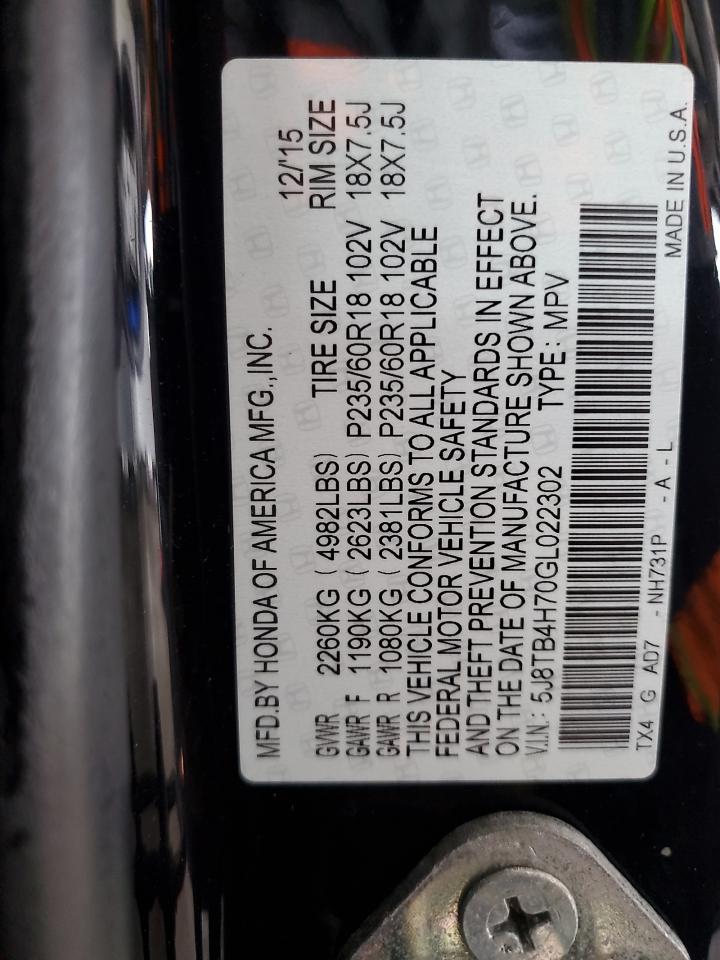 MFD.BY HONDA OF AMERICA MFG.,INC. 12/'15
GVWR 2260KG ( 4982LBS) TIRE SIZE RIM SIZE
GAWR F 1190KG ( 2623LBS) P235/60R18 102V 18X7.5J
GAWR R 1080KG ( 2381LBS) P235/60R18 102V 18X7.5J
THIS VEHICLE CONFORMS TO ALL APPLICABLE
FEDERAL MOTOR VEHICLE SAFETY
AND THEFT PREVENTION STANDARDS IN EFFECT
ON THE DATE OF MANUFACTURE SHOWN ABOVE.
V.I.N.: 5J8TB4H70GL022302 TYPE: MPV
TX4 G AD7 - NH731P - A - L MADE IN U.S.A.